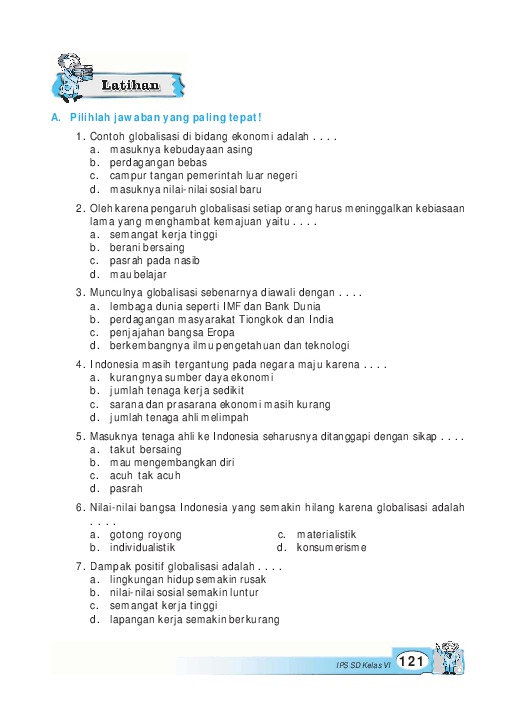 Latihan
A. Pilihlah jawaban yang paling tepat!
1. Contoh globalisasi di bidang ekonomi adalah . . . .
a. masuknya kebudayaan asing
b. perdagangan bebas
c. campur tangan pemerintah luar negeri
d. masuknya nilai-nilai sosial baru
2. Oleh karena pengaruh globalisasi setiap orang harus meninggalkan kebiasaan
lama yang menghambat kemajuan yaitu . . . .
a. semangat kerja tinggi
b. berani bersaing
c. pasrah pada nasib
d. mau belajar
3. Munculnya globalisasi sebenarnya diawali dengan . . . .
a. lembaga dunia seperti IMF dan Bank Dunia
b. perdagangan masyarakat Tiongkok dan India
c. penjajahan bangsa Eropa
d. berkembangnya ilmu pengetahuan dan teknologi
4. Indonesia masih tergantung pada negara maju karena . . . .
a. kurangnya sumber daya ekonomi
b. jumlah tenaga kerja sedikit
c. sarana dan prasarana ekonomi masih kurang
d. jumlah tenaga ahli melimpah
5. Masuknya tenaga ahli ke Indonesia seharusnya ditanggapi dengan sikap . . . .
a. takut bersaing
b. mau mengembangkan diri
c. acuh tak acuh
d. pasrah
6. Nilai-nilai bangsa Indonesia yang semakin hilang karena globalisasi adalah
. . . .
a. gotong royong c. materialistik
b. individualistik d. konsumerisme
7. Dampak positif globalisasi adalah . . . .
a. lingkungan hidup semakin rusak
b. nilai-nilai sosial semakin luntur
c. semangat kerja tinggi
d. lapangan kerja semakin berkurang
IPS SD Kelas VI 121